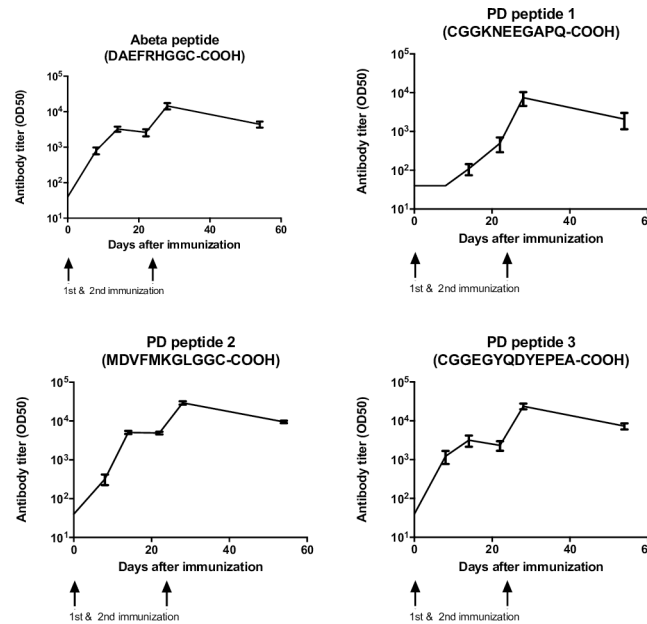 Abeta peptide
(DAEFRHGGC-COOH)
Antibody titer (OD50)
10^5
10^4
10^3
10^2
10^1
0 20 40 60
Days after immunization
1st & 2nd immunization
PD peptide 1
(CGGKNEEGAPQ-COOH)
Antibody titer (OD50)
10^5
10^4
10^3
10^2
10^1
0 20 40 60
Days after immunization
1st & 2nd immunization
PD peptide 2
(MDVFMKGLGGC-COOH)
Antibody titer (OD50)
10^5
10^4
10^3
10^2
10^1
0 20 40 60
Days after immunization
1st & 2nd immunization
PD peptide 3
(CGGEGYQDYEPEA-COOH)
Antibody titer (OD50)
10^5
10^4
10^3
10^2
10^1
0 20 40 60
Days after immunization
1st & 2nd immunization